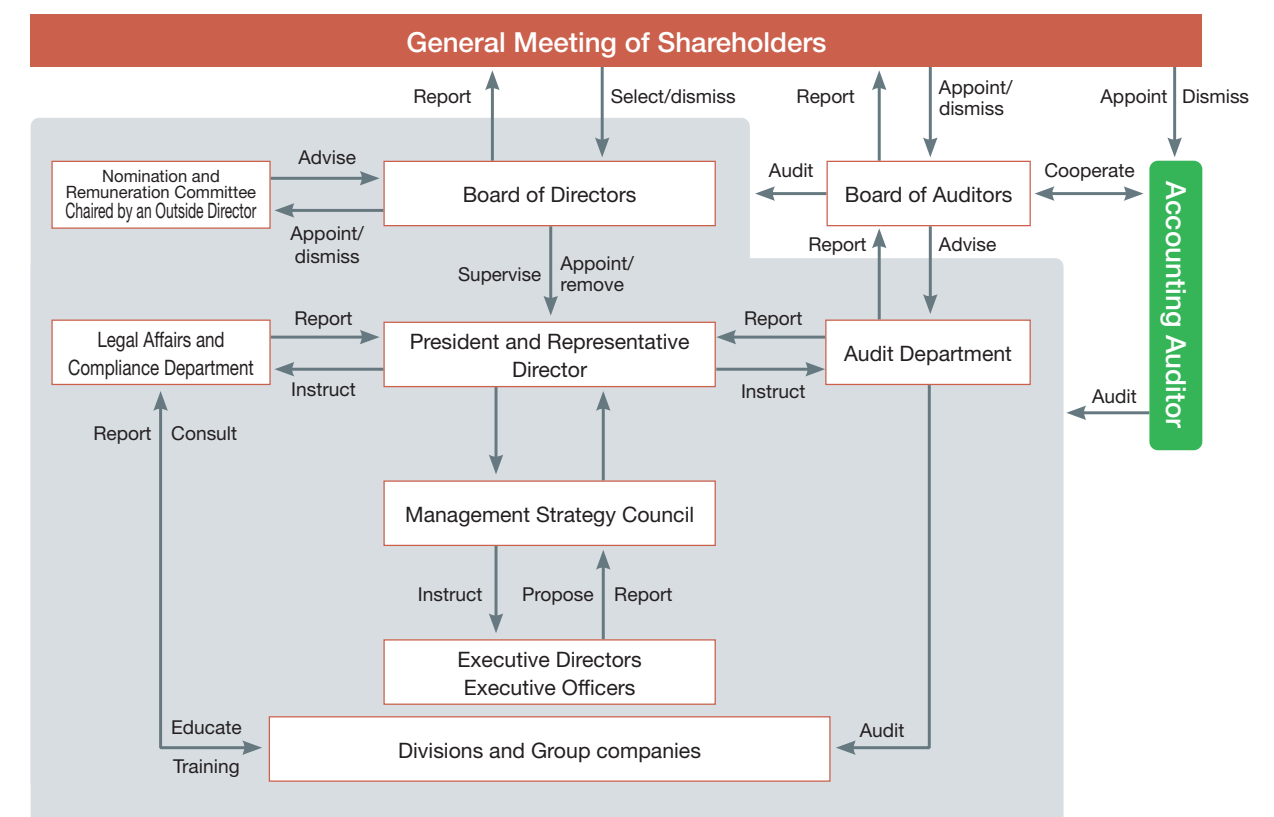 General Meeting of Shareholders
Report
Select/dismiss
Report
Appoint/
dismiss
Appoint
Dismiss
Nomination and
Remuneration Committee
Chaired by an Outside Director
Advise
Appoint/
dismiss
Board of Directors
Audit
Board of Auditors
Cooperate
Accounting Auditor
Supervise
Appoint/
remove
Report
Advise
Legal Affairs and
Compliance Department
Report
Instruct
President and Representative
Director
Report
Instruct
Audit Department
Audit
Report
Consult
Management Strategy Council
Instruct
Propose
Report
Executive Directors
Executive Officers
Educate
Training
Divisions and Group companies
Audit